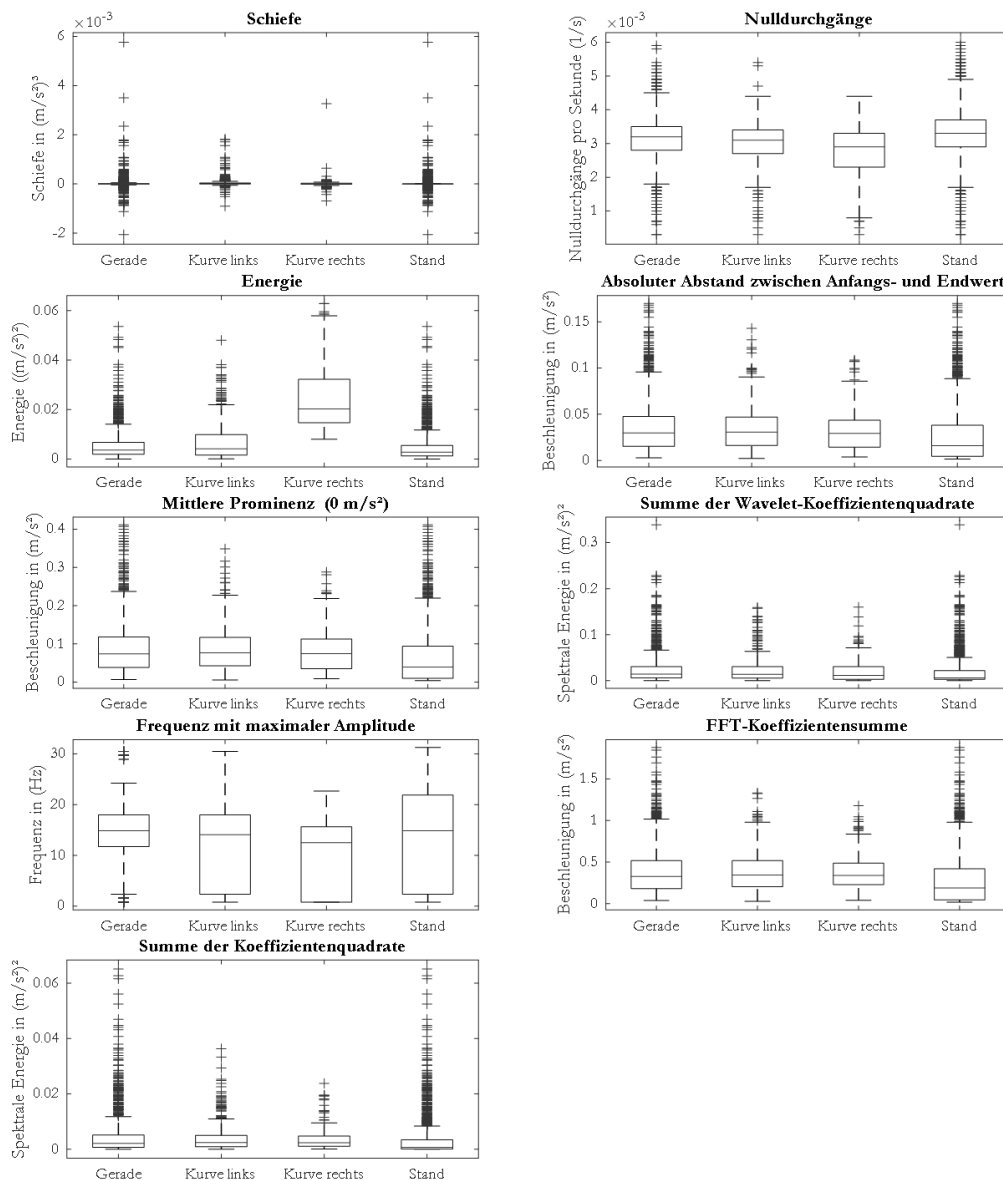 Schiefe
×10⁻³
6
4
2
0
-2
Schiefe in (m/s²)³
Gerade
Kurve links
Kurve rechts
Stand
Nulldurchgänge
×10⁻³
6
5
4
3
2
1
Nulldurchgänge pro Sekunde (1/s)
Gerade
Kurve links
Kurve rechts
Stand
Energie
0.06
0.04
0.02
0
Energie ((m/s²)²)
Gerade
Kurve links
Kurve rechts
Stand
Absoluter Abstand zwischen Anfangs- und Endwert
0.15
0.1
0.05
0
Beschleunigung in (m/s²)
Gerade
Kurve links
Kurve rechts
Stand
Mittlere Prominenz (0 m/s²)
0.4
0.3
0.2
0.1
0
Beschleunigung in (m/s²)
Gerade
Kurve links
Kurve rechts
Stand
Summe der Wavelet-Koeffizientenquadrate
0.3
0.2
0.1
0
Spektrale Energie in (m/s²)²
Gerade
Kurve links
Kurve rechts
Stand
Frequenz mit maximaler Amplitude
30
20
10
0
Frequenz in (Hz)
Gerade
Kurve links
Kurve rechts
Stand
FFT-Koeffizientensumme
1.5
1
0.5
0
Beschleunigung in (m/s²)
Gerade
Kurve links
Kurve rechts
Stand
Summe der Koeffizientenquadrate
0.06
0.04
0.02
0
Spektrale Energie in (m/s²)²
Gerade
Kurve links
Kurve rechts
Stand